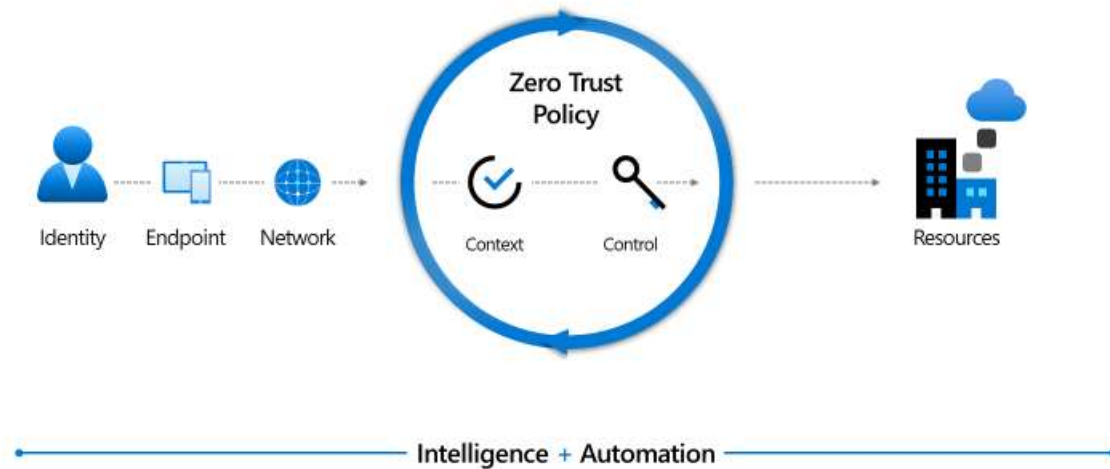 Zero Trust
Policy
Identity
Endpoint
Network
Context
Control
Resources
Intelligence + Automation